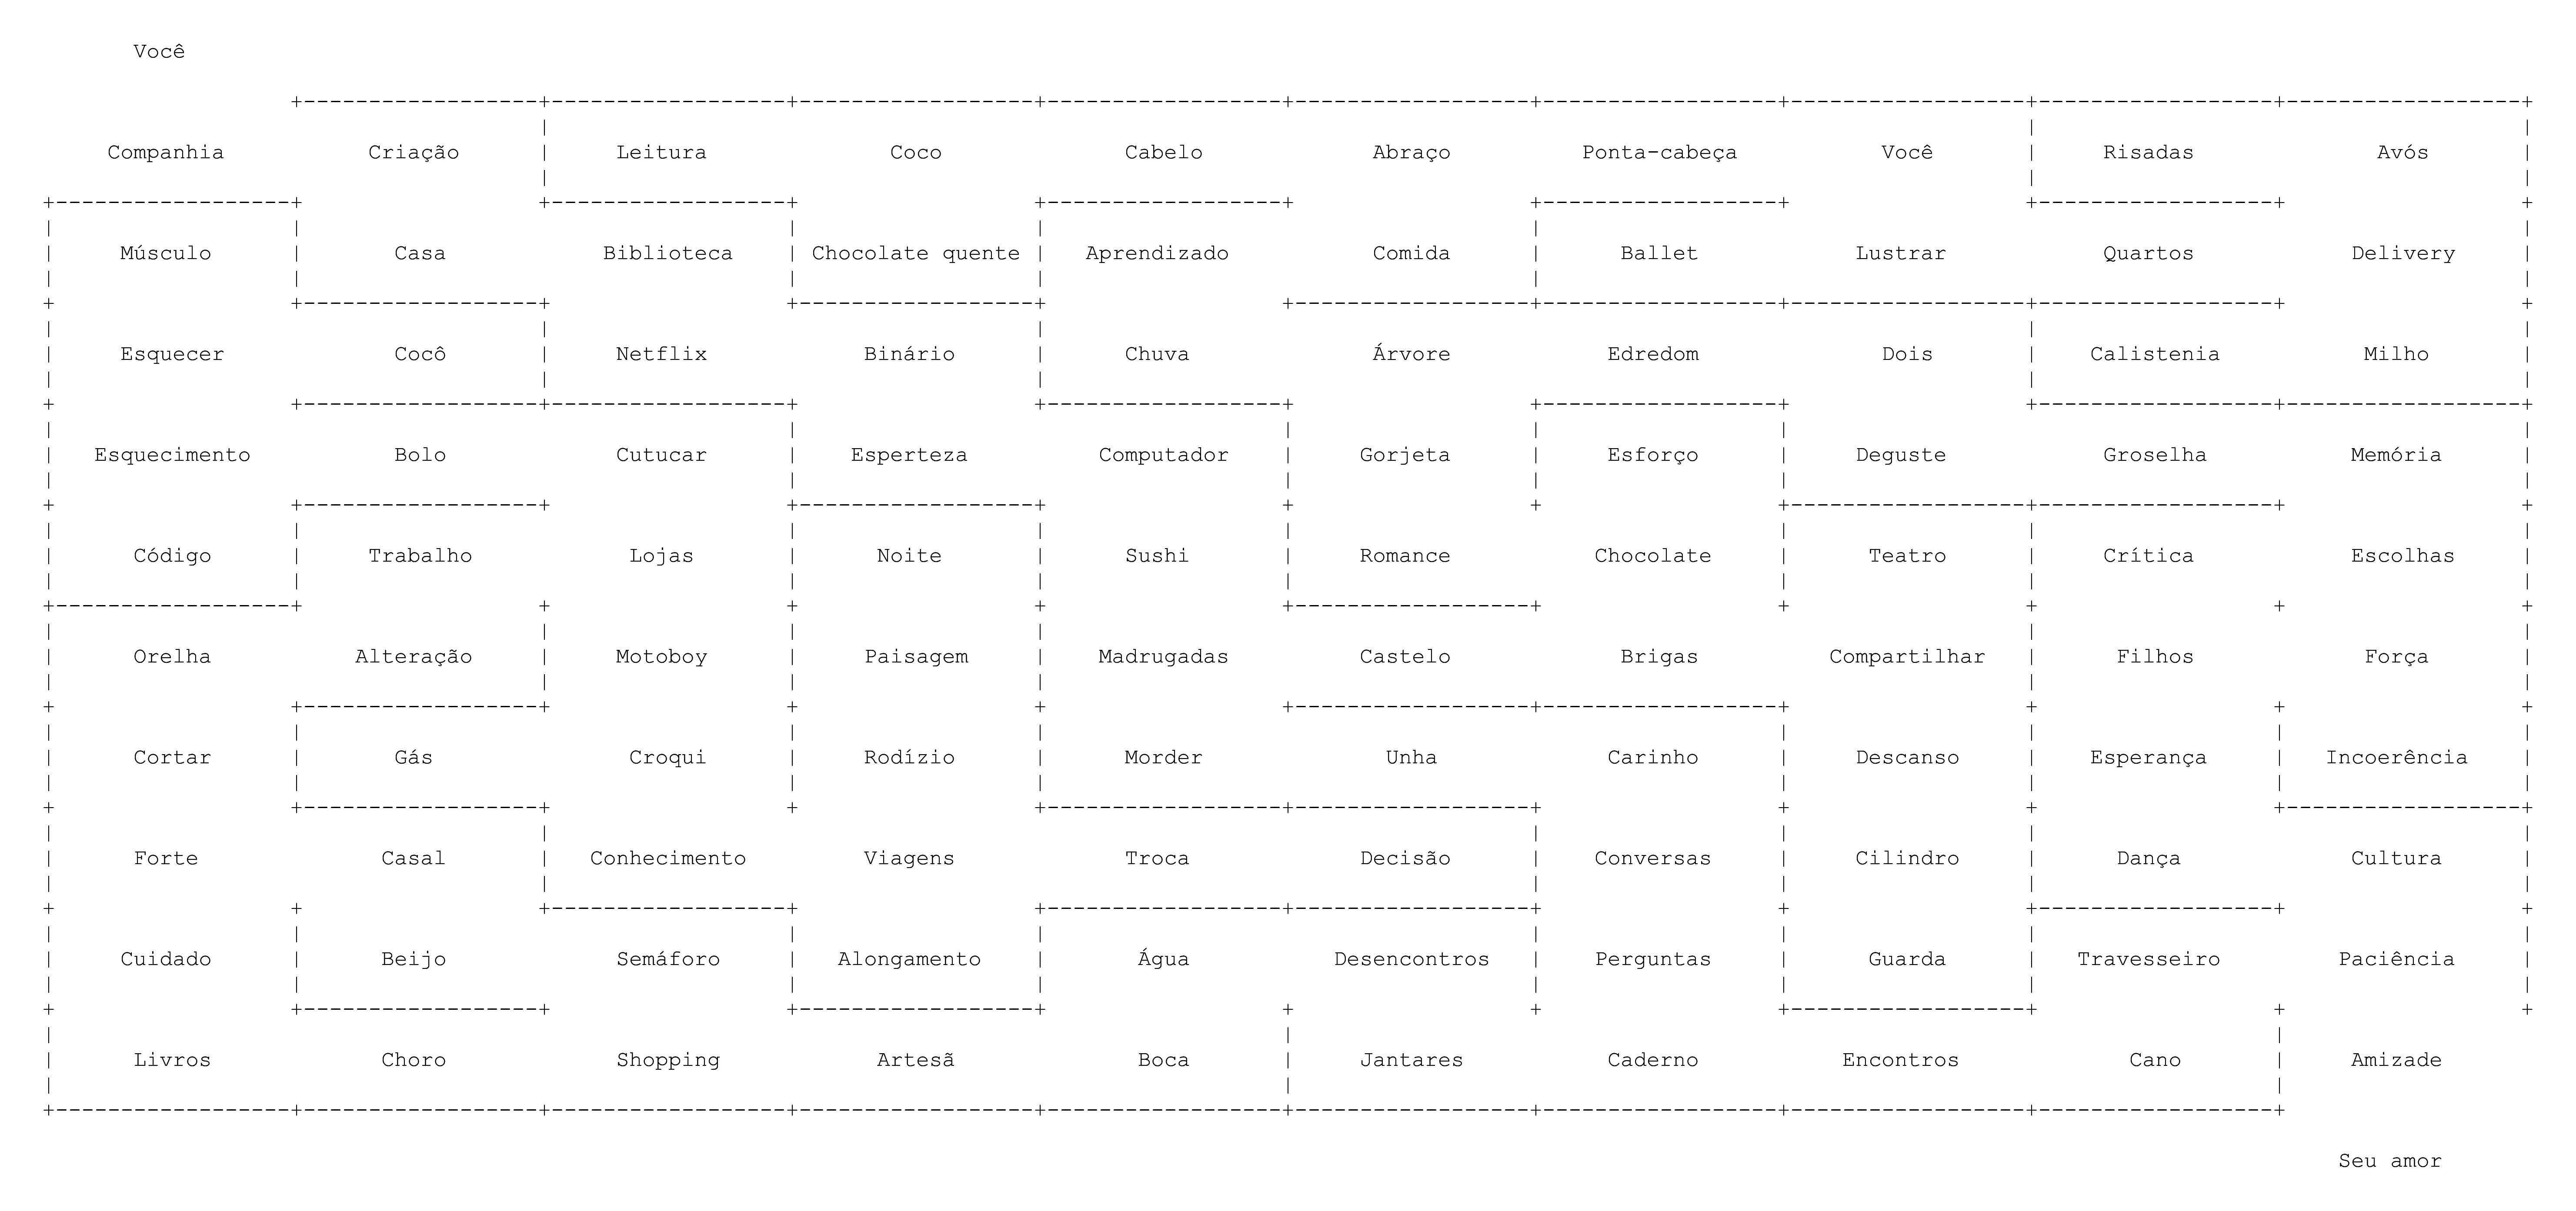 Você
Companhia Criação Leitura Coco Cabelo Abraço Ponta-cabeça Você Risadas Avós
Músculo Casa Biblioteca Chocolate quente Aprendizado Comida Ballet Lustrar Quartos Delivery
Esquecer Cocô Netflix Binário Chuva Árvore Edredom Dois Calistenia Milho
Esquecimento Bolo Cutucar Esperteza Computador Gorjeta Esforço Deguste Groselha Memória
Código Trabalho Lojas Noite Sushi Romance Chocolate Teatro Crítica Escolhas
Orelha Alteração Motoboy Paisagem Madrugadas Castelo Brigas Compartilhar Filhos Força
Cortar Gás Croqui Rodízio Morder Unha Carinho Descanso Esperança Incoerência
Forte Casal Conhecimento Viagens Troca Decisão Conversas Cilindro Dança Cultura
Cuidado Beijo Semáforo Alongamento Água Desencontros Perguntas Guarda Travesseiro Paciência
Livros Choro Shopping Artesã Boca Jantares Caderno Encontros Cano Amizade
Seu amor